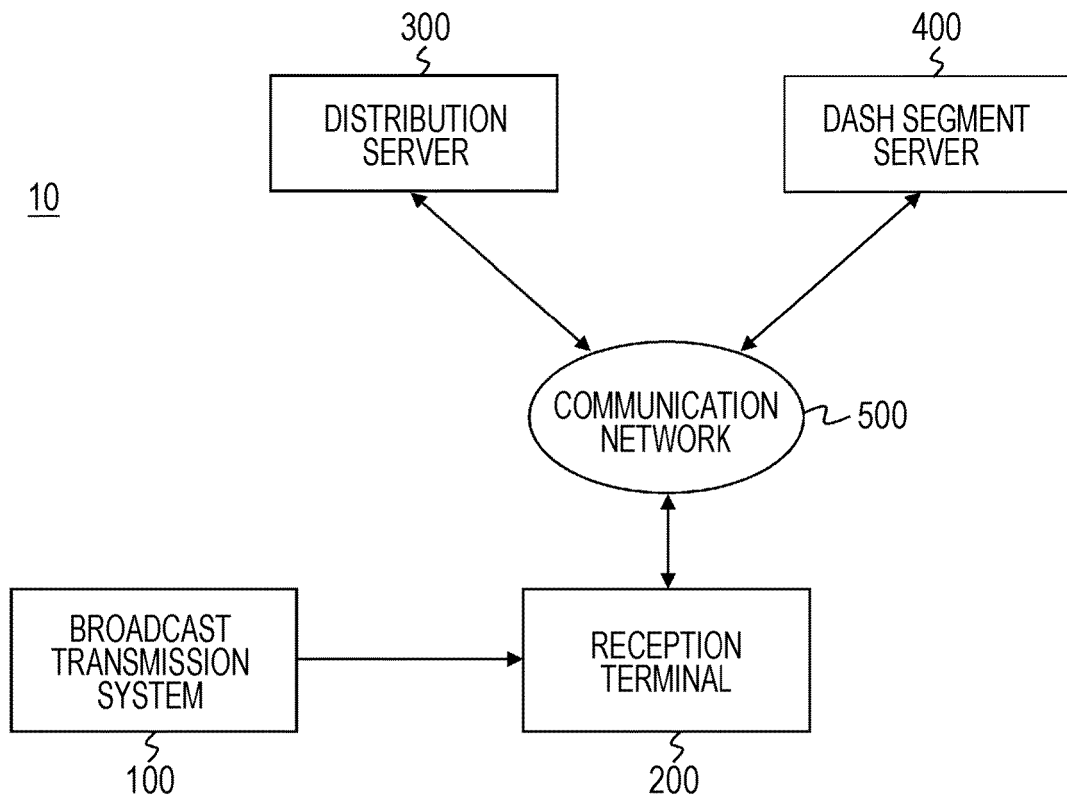 300
400
DISTRIBUTION
SERVER
DASH SEGMENT
SERVER
10
COMMUNICATION
NETWORK
500
BROADCAST
TRANSMISSION
SYSTEM
RECEPTION
TERMINAL
100
200